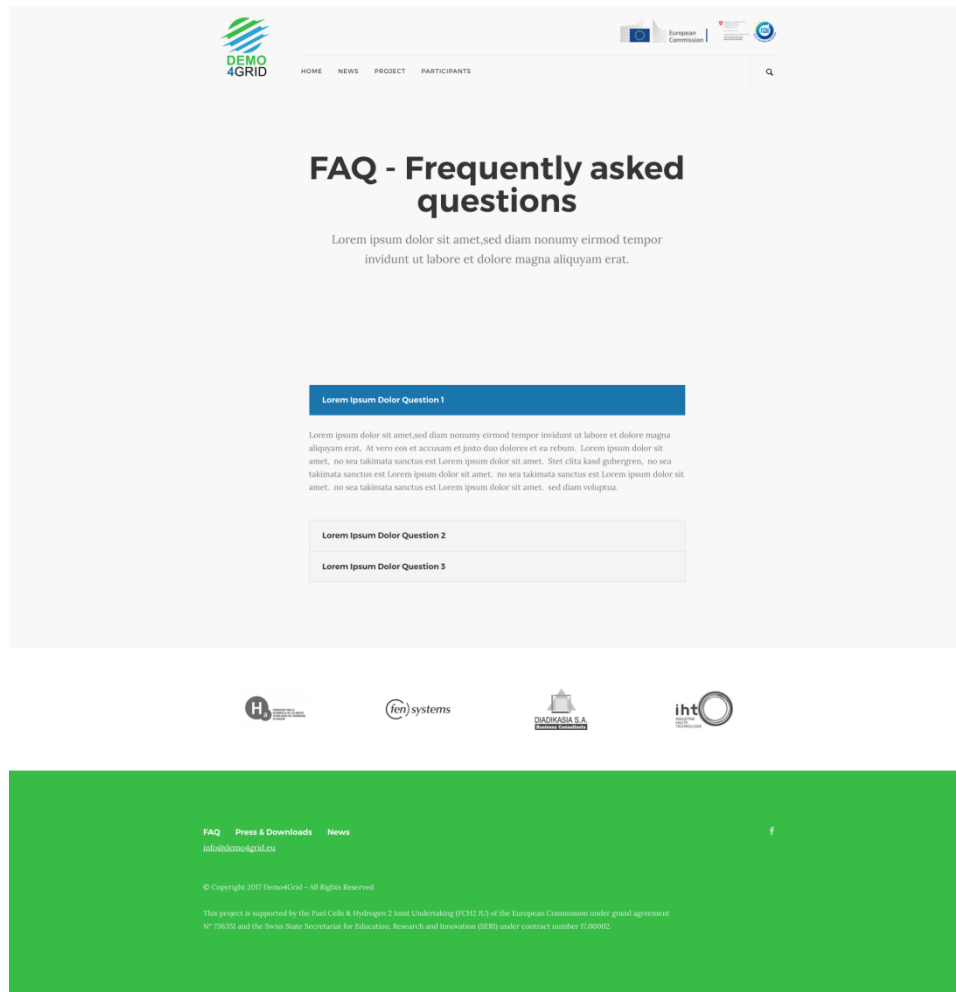 DEMO
4GRID
European
Commission
HOME NEWS PROJECT PARTICIPANTS
FAQ - Frequently asked
questions
Lorem ipsum dolor sit amet,sed diam nonumy eirmod tempor
invidunt ut labore et dolore magna aliquyam erat.
Lorem Ipsum Dolor Question 1
Lorem ipsum dolor sit amet,sed diam nonumy eirmod tempor invidunt ut labore et dolore magna
aliquyam erat, At vero eos et accusam et justo duo dolores et ea rebum. Lorem ipsum dolor sit
amet, no sea takimata sanctus est Lorem ipsum dolor sit amet. Stet clita kasd gubergren, no sea
takimata sanctus est Lorem ipsum dolor sit amet. no sea takimata sanctus est Lorem ipsum dolor sit
amet. no sea takimata sanctus est Lorem ipsum dolor sit amet. sed diam voluptua.
Lorem Ipsum Dolor Question 2
Lorem Ipsum Dolor Question 3
H2
fen systems
DIADIKASIA S.A.
Business Consultants
iht
INDUSTRIE
HAUTE
TECHNOLOGIE
FAQ Press & Downloads News
info@demo4grid.eu
© Copyright 2017 Demo4Grid - All Rights Reserved
This project is supported by the Fuel Cells & Hydrogen 2 Joint Undertaking (FCH2 JU) of the European Commission under grand agreement
N° 736351 and the Swiss State Secretariat for Education, Research and Innovation (SERI) under contract number 17.00002.